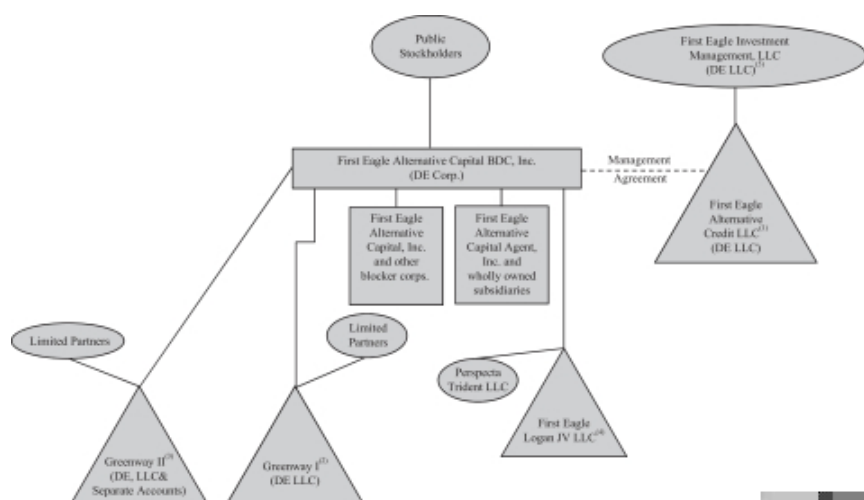 Public
Stockholders
First Eagle Investment
Management, LLC
(DE LLC)
First Eagle Alternative Capital BDC, Inc.
(DE Corp.)
Management
Agreement
First Eagle
Alternative
Capital, Inc.
and other
blocker corps.
First Eagle
Alternative
Capital Agent,
Inc. and
wholly owned
subsidiaries
First Eagle
Alternative
Credit LLC
(DE LLC)
Limited Partners
Limited
Partners
Perspecta
Trident LLC
First Eagle
Logan JV LLC(4)
Greenway II
(DE, LLC&
Separate Accounts)
Greenway I(2)
(DE LLC)